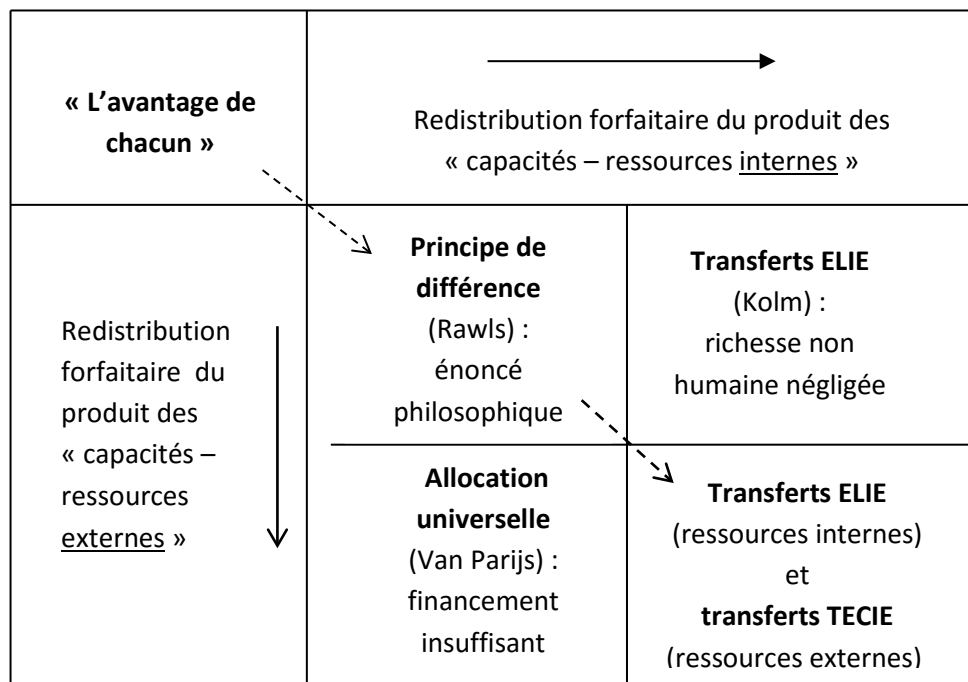 « L’avantage de
chacun »
Redistribution forfaitaire du produit des
« capacités – ressources internes »
Redistribution
forfaitaire du
produit des
« capacités –
ressources
externes »
Principe de
différence
(Rawls) :
énoncé
philosophique
Transferts ELIE
(Kolm) :
richesse non
humaine négligée
Allocation
universelle
(Van Parijs) :
financement
insuffisant
Transferts ELIE
(ressources internes)
et
transferts TECIE
(ressources externes)